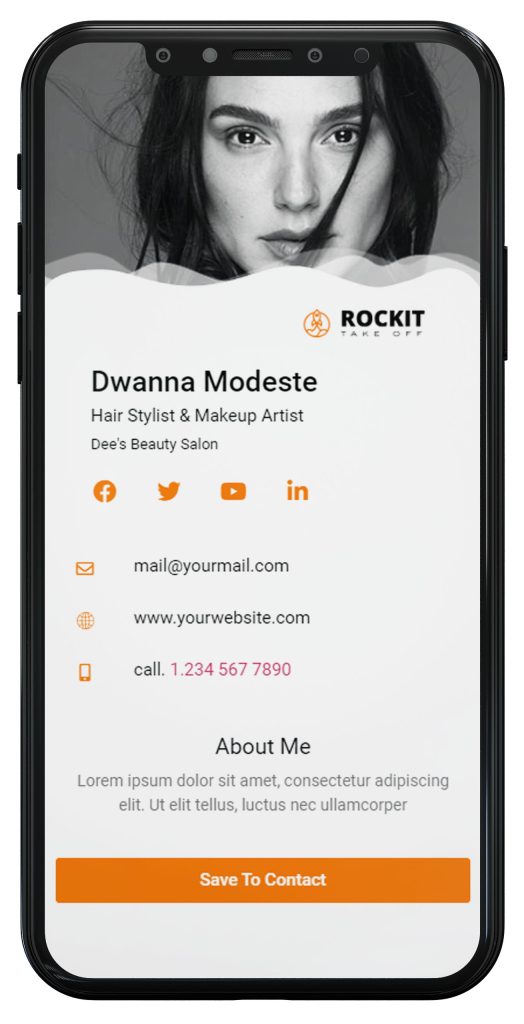 ROCKIT
TAKE OFF
Dwanna Modeste
Hair Stylist & Makeup Artist
Dee's Beauty Salon
mail@yourmail.com
www.yourwebsite.com
call. 1.234 567 7890
About Me
Lorem ipsum dolor sit amet, consectetur adipiscing
elit. Ut elit tellus, luctus nec ullamcorper
Save To Contact